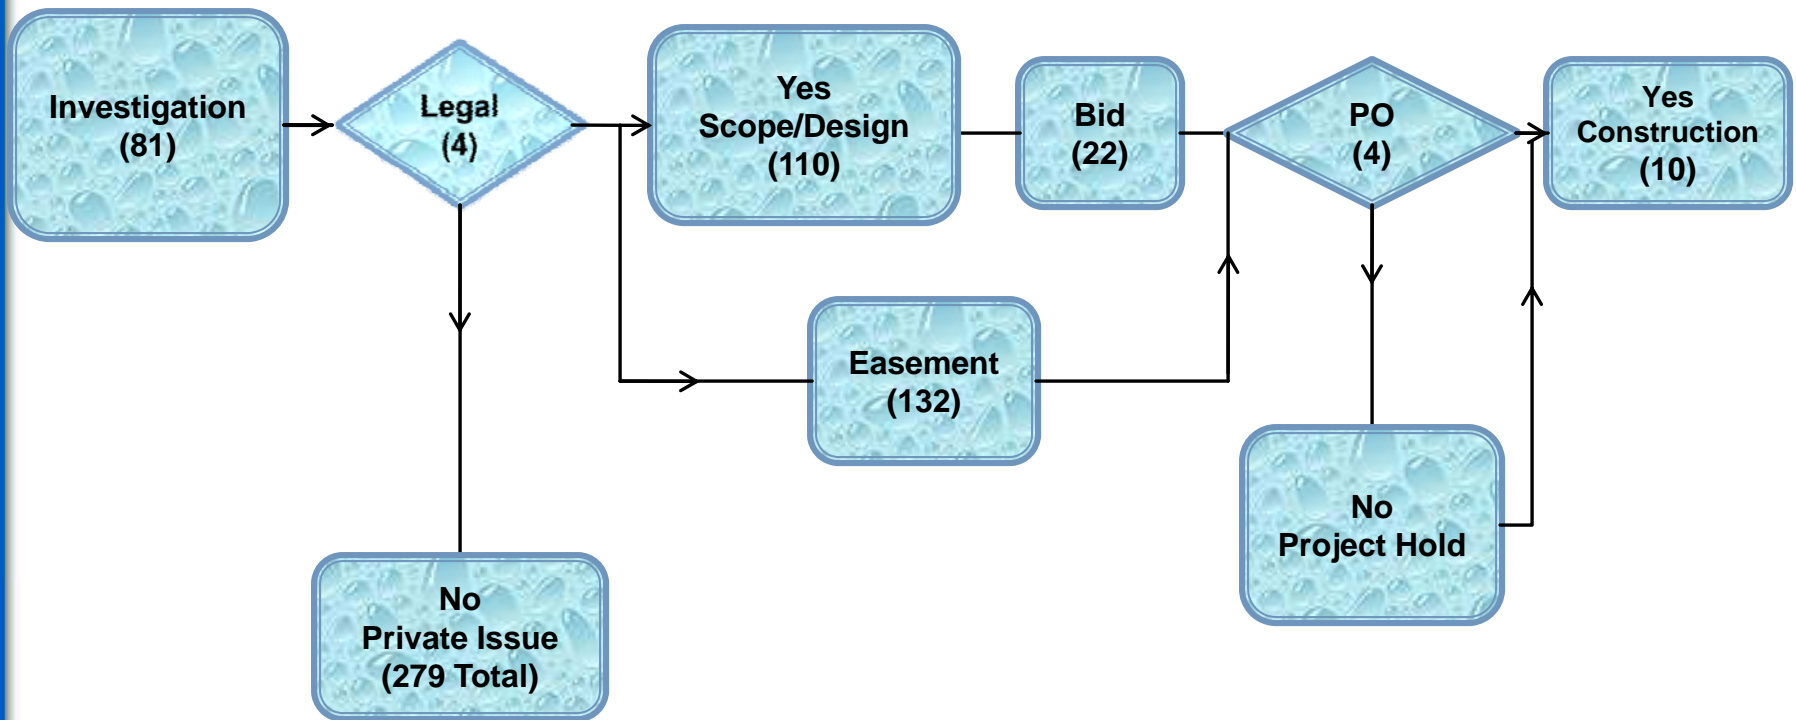 Investigation
(81)
Legal
(4)
Yes
Scope/Design
(110)
Bid
(22)
PO
(4)
Yes
Construction
(10)
Easement
(132)
No
Project Hold
No
Private Issue
(279 Total)